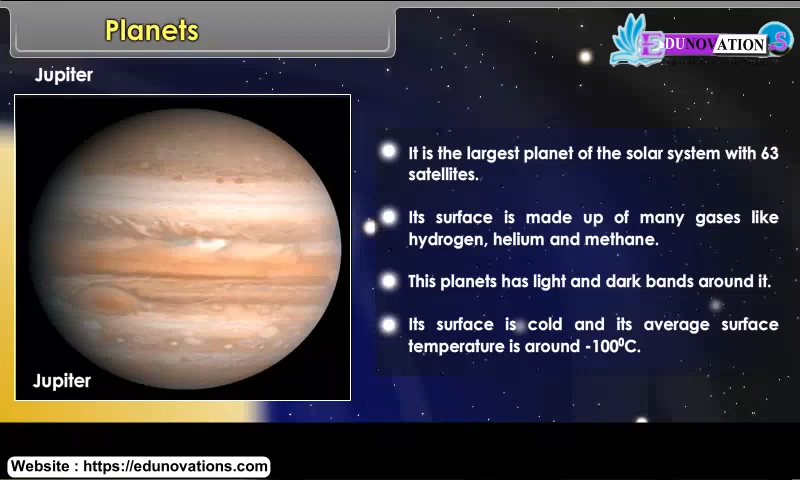 Planets
EDUNOVATION S
Jupiter
It is the largest planet of the solar system with 63
satellites.
Its surface is made up of many gases like
hydrogen, helium and methane.
This planets has light and dark bands around it.
Its surface is cold and its average surface
temperature is around -100⁰C.
Jupiter
Website : https://edunovations.com